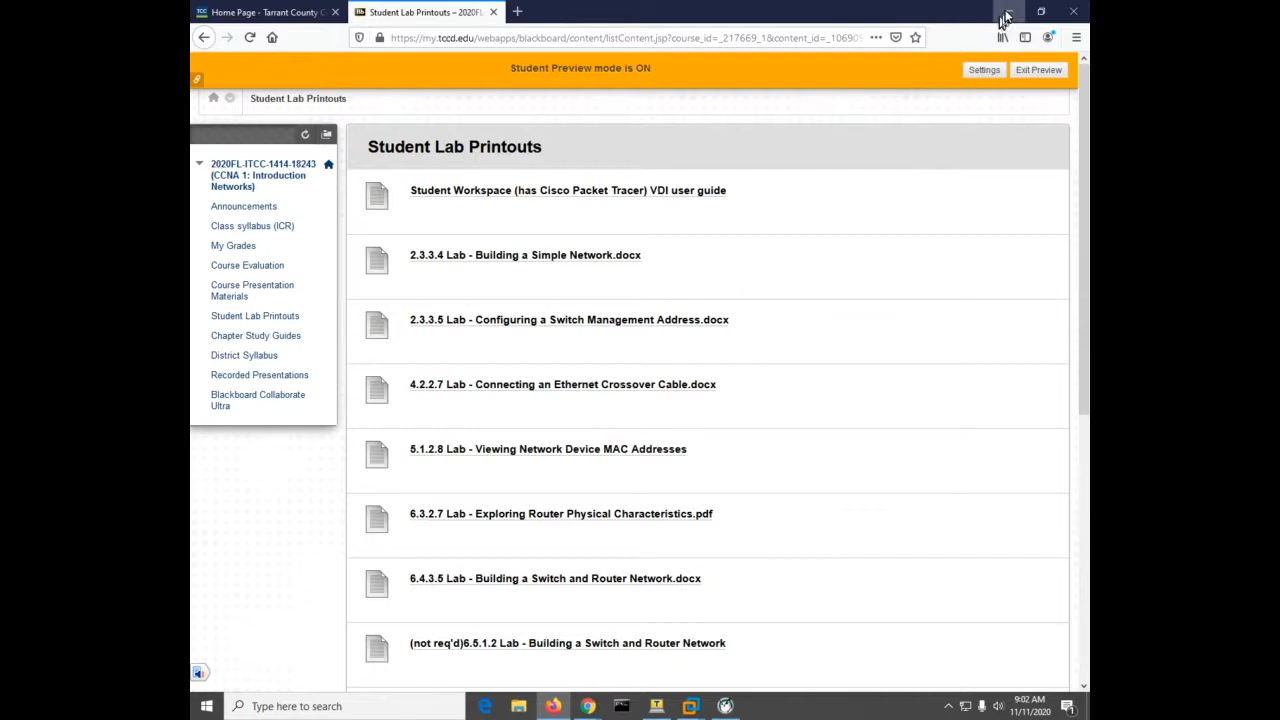 TCC Home Page - Tarrant County C
Student Lab Printouts – 2020FL
https://my.tccd.edu/webapps/blackboard/content/listContent.jsp?course_id=_217669_1&content_id=_106909
Student Preview mode is ON
Settings
Exit Preview
Student Lab Printouts
2020FL-ITCC-1414-18243
(CCNA 1: Introduction
Networks)
Announcements
Class syllabus (ICR)
My Grades
Course Evaluation
Course Presentation
Materials
Student Lab Printouts
Chapter Study Guides
District Syllabus
Recorded Presentations
Blackboard Collaborate
Ultra
Student Lab Printouts
Student Workspace (has Cisco Packet Tracer) VDI user guide
2.3.3.4 Lab - Building a Simple Network.docx
2.3.3.5 Lab - Configuring a Switch Management Address.docx
4.2.2.7 Lab - Connecting an Ethernet Crossover Cable.docx
5.1.2.8 Lab - Viewing Network Device MAC Addresses
6.3.2.7 Lab - Exploring Router Physical Characteristics.pdf
6.4.3.5 Lab - Building a Switch and Router Network.docx
(not req'd)6.5.1.2 Lab - Building a Switch and Router Network
Type here to search
9:02 AM
11/11/2020